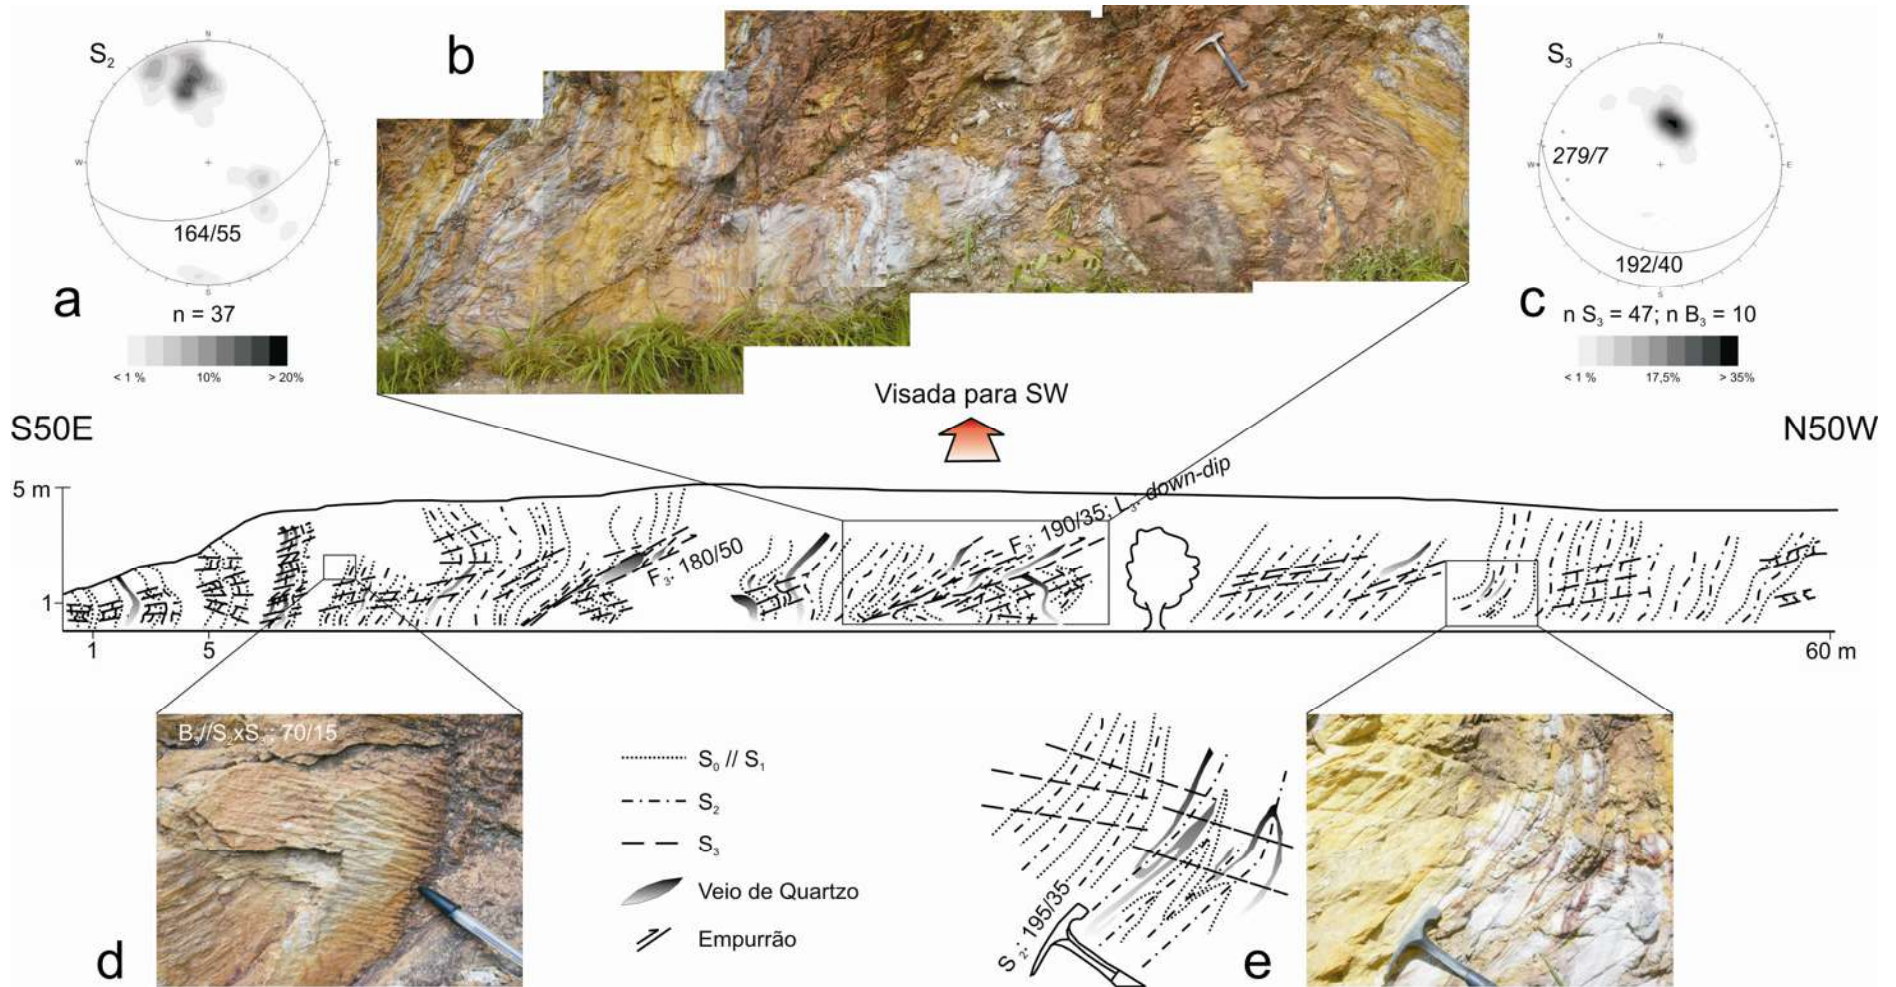 S₂
N
W
E
S
164/55
a
n = 37
< 1 %
10%
> 20%
b
S₃
N
W
E
S
279/7
192/40
c
n S₃ = 47; n B₃ = 10
< 1 %
17,5%
> 35%
Visada para SW
S50E
N50W
5 m
1
1
5
60 m
F₃: 180/50
F₃: 190/35; L₃: down-dip
B₃//S₂xS₃: 70/15
d
S₀ // S₁
S₂
S₃
Veio de Quartzo
Empurrão
S₂: 195/35
e